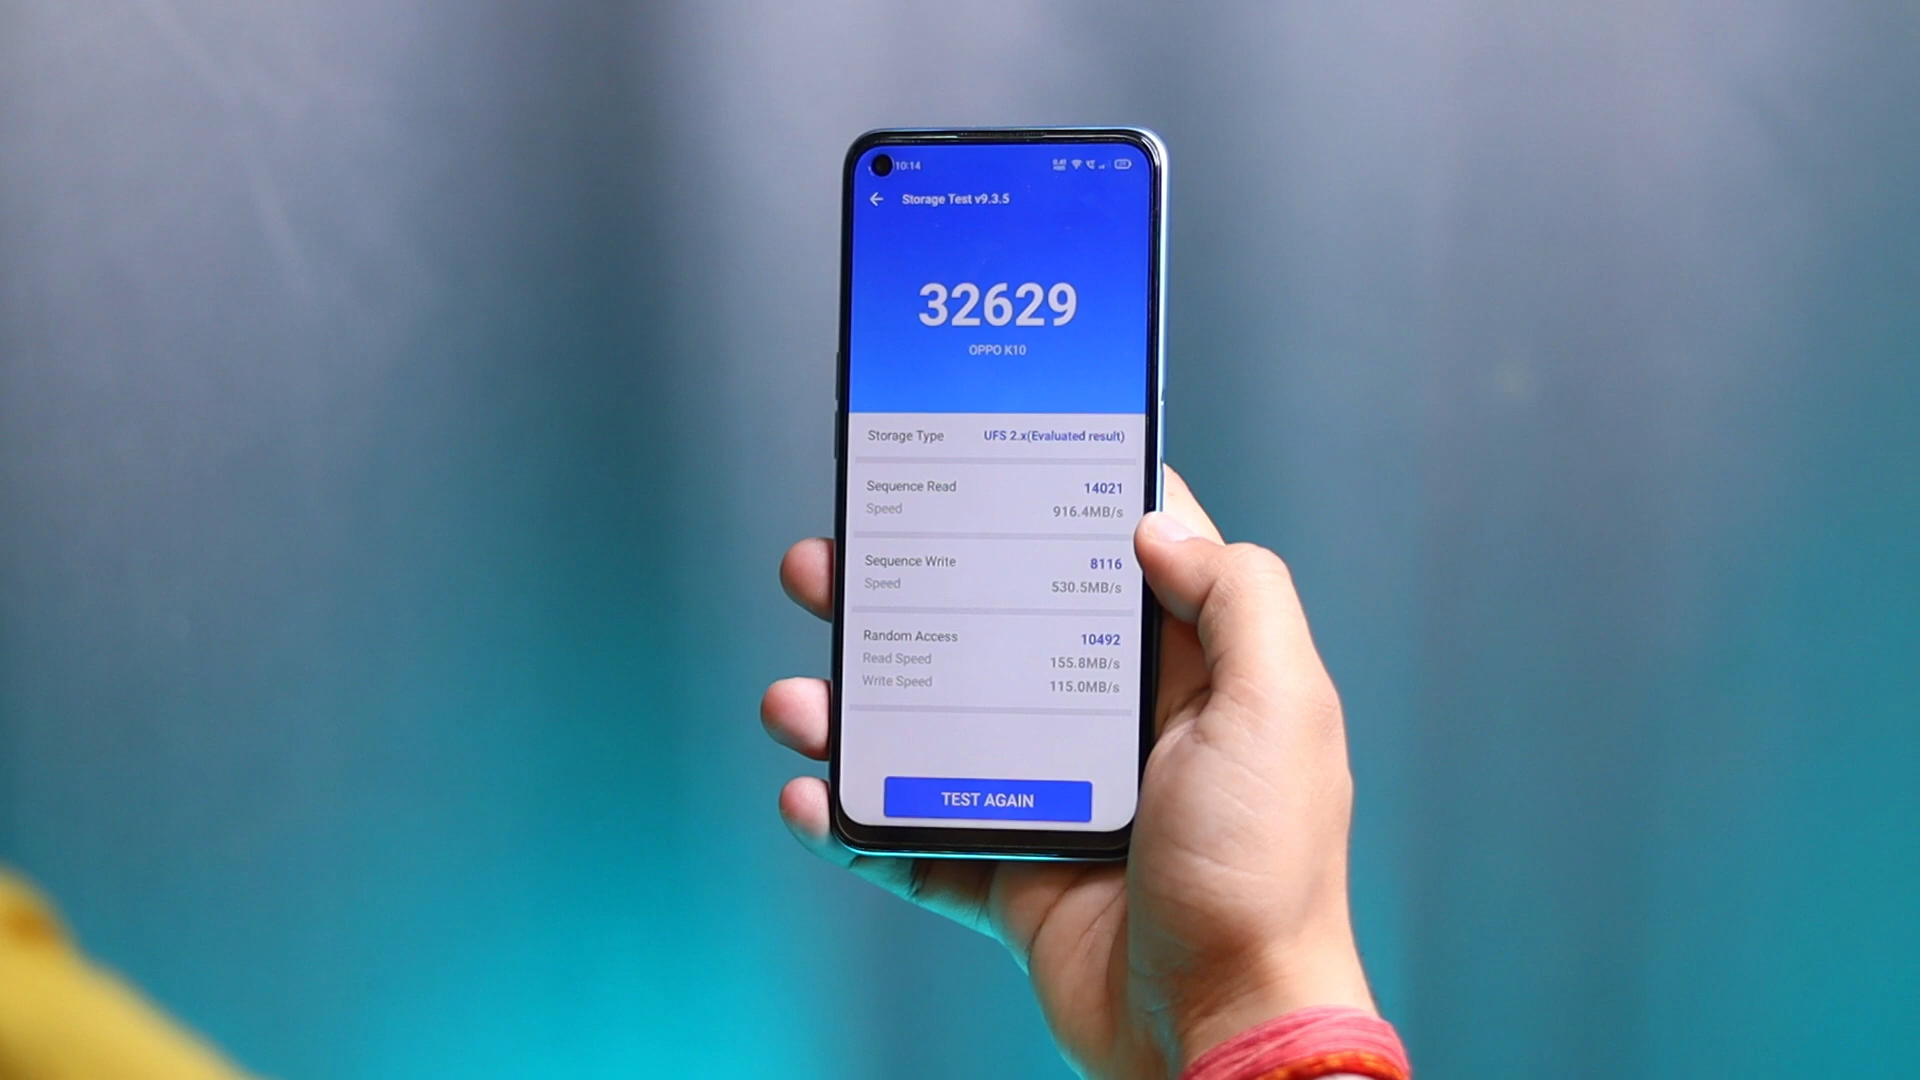 10:14
Storage Test v9.3.5
32629
OPPO K10
Storage Type UFS 2.x(Evaluated result)
Sequence Read 14021
Speed 916.4MB/s
Sequence Write 8116
Speed 530.5MB/s
Random Access 10492
Read Speed 155.8MB/s
Write Speed 115.0MB/s
TEST AGAIN